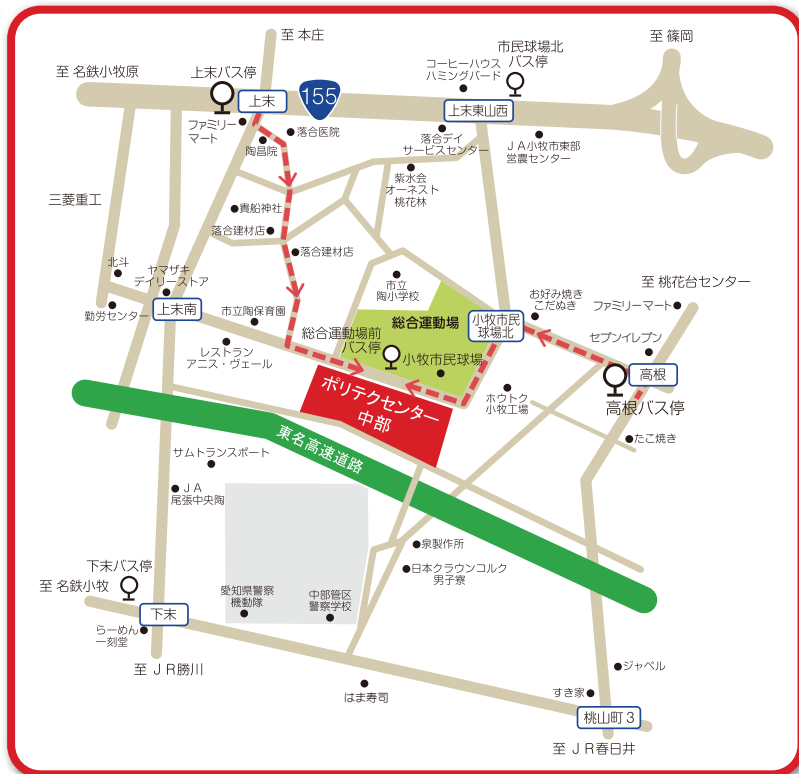 至 本庄
至 篠岡
市民球場北
バス停
コーヒーハウス
ハミングバード
至 名鉄小牧原
上末バス停
上末
155
上末東山西
ファミリー
マート
落合医院
陶昌院
落合デイ
サービスセンター
JA小牧市東部
営農センター
紫水会
オーネスト
桃花林
三菱重工
貴船神社
落合建材店
落合建材店
北斗
ヤマザキ
デイリーストア
市立
陶小学校
至 桃花台センター
お好み焼き
こだぬき
ファミリーマート
勤労センター
上末南
市立陶保育園
総合運動場前
バス停
総合運動場
小牧市民
球場北
セブンイレブン
レストラン
アニス・ヴェール
小牧市民球場
高根
高根バス停
ポリテクセンター
中部
ホウトク
小牧工場
たこ焼き
東名高速道路
サムトランスポート
JA
尾張中央陶
泉製作所
日本クラウンコルク
男子寮
下末バス停
至 名鉄小牧
愛知県警察
機動隊
中部管区
警察学校
下末
らーめん
一刻堂
至 JR勝川
はま寿司
ジャベル
すき家
桃山町3
至 JR春日井